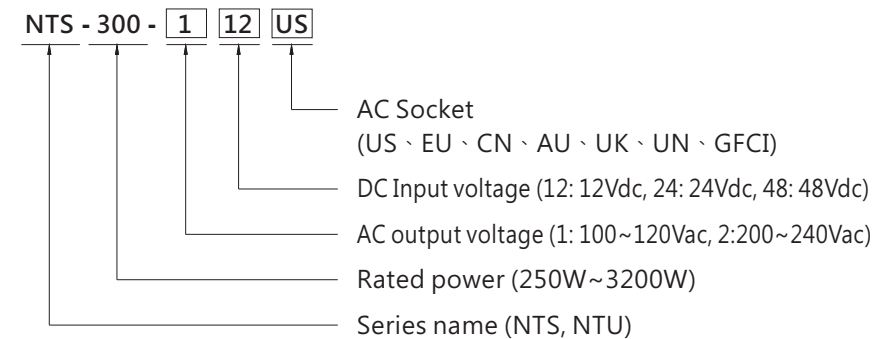 NTS - 300 - 1 12 US
AC Socket
(US、EU、CN、AU、UK、UN、GFCI)
DC Input voltage (12: 12Vdc, 24: 24Vdc, 48: 48Vdc)
AC output voltage (1: 100~120Vac, 2:200~240Vac)
Rated power (250W~3200W)
Series name (NTS, NTU)